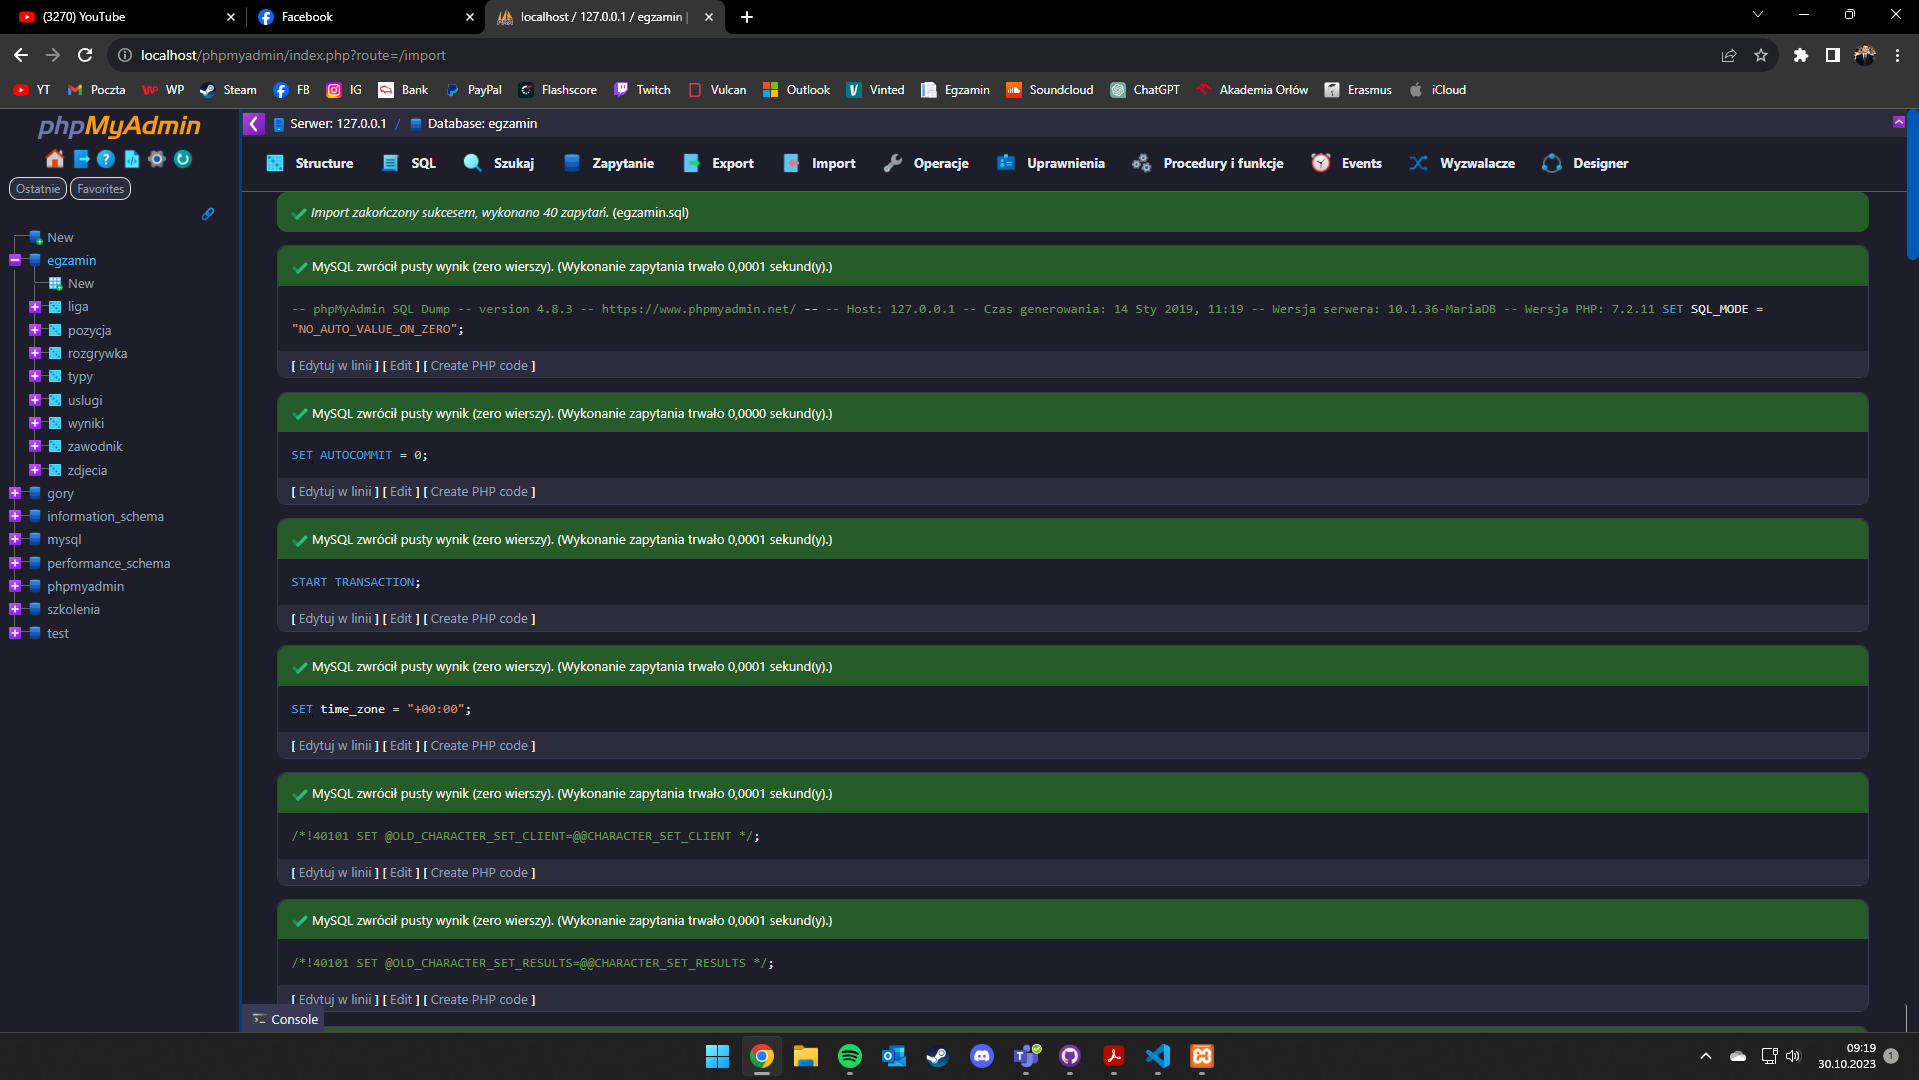 (3270) YouTube
Facebook
localhost / 127.0.0.1 / egzamin |
localhost/phpmyadmin/index.php?route=/import
YT Poczta WP Steam FB IG Bank PayPal Flashscore Twitch Vulcan Outlook Vinted Egzamin Soundcloud ChatGPT Akademia Orłów Erasmus iCloud
phpMyAdmin
Ostatnie Favorites
New
egzamin
New
liga
pozycja
rozgrywka
typy
uslugi
wyniki
zawodnik
zdjecia
gory
information_schema
mysql
performance_schema
phpmyadmin
szkolenia
test
Serwer: 127.0.0.1 / Database: egzamin
Structure SQL Szukaj Zapytanie Export Import Operacje Uprawnienia Procedury i funkcje Events Wyzwalacze Designer
Import zakończony sukcesem, wykonano 40 zapytań. (egzamin.sql)
MySQL zwrócił pusty wynik (zero wierszy). (Wykonanie zapytania trwało 0,0001 sekund(y).)
-- phpMyAdmin SQL Dump -- version 4.8.3 -- https://www.phpmyadmin.net/ -- -- Host: 127.0.0.1 -- Czas generowania: 14 Sty 2019, 11:19 -- Wersja serwera: 10.1.36-MariaDB -- Wersja PHP: 7.2.11 SET SQL_MODE =
"NO_AUTO_VALUE_ON_ZERO";
[ Edytuj w linii ] [ Edit ] [ Create PHP code ]
MySQL zwrócił pusty wynik (zero wierszy). (Wykonanie zapytania trwało 0,0000 sekund(y).)
SET AUTOCOMMIT = 0;
[ Edytuj w linii ] [ Edit ] [ Create PHP code ]
MySQL zwrócił pusty wynik (zero wierszy). (Wykonanie zapytania trwało 0,0001 sekund(y).)
START TRANSACTION;
[ Edytuj w linii ] [ Edit ] [ Create PHP code ]
MySQL zwrócił pusty wynik (zero wierszy). (Wykonanie zapytania trwało 0,0001 sekund(y).)
SET time_zone = "+00:00";
[ Edytuj w linii ] [ Edit ] [ Create PHP code ]
MySQL zwrócił pusty wynik (zero wierszy). (Wykonanie zapytania trwało 0,0001 sekund(y).)
/*!40101 SET @OLD_CHARACTER_SET_CLIENT=@@CHARACTER_SET_CLIENT */;
[ Edytuj w linii ] [ Edit ] [ Create PHP code ]
MySQL zwrócił pusty wynik (zero wierszy). (Wykonanie zapytania trwało 0,0001 sekund(y).)
/*!40101 SET @OLD_CHARACTER_SET_RESULTS=@@CHARACTER_SET_RESULTS */;
[ Edytuj w linii ] [ Edit ] [ Create PHP code ]
Console
09:19
30.10.2023
1